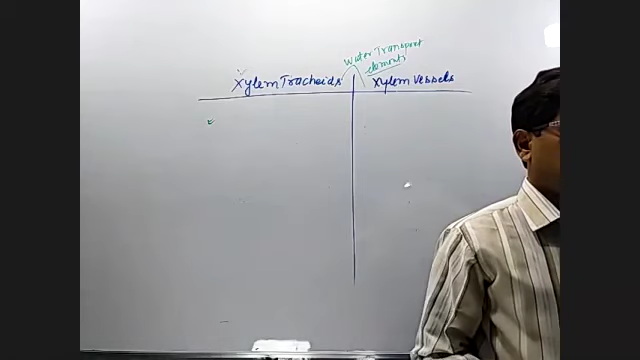 Water Transport
elements
Xylem Tracheids
Xylem Vessels